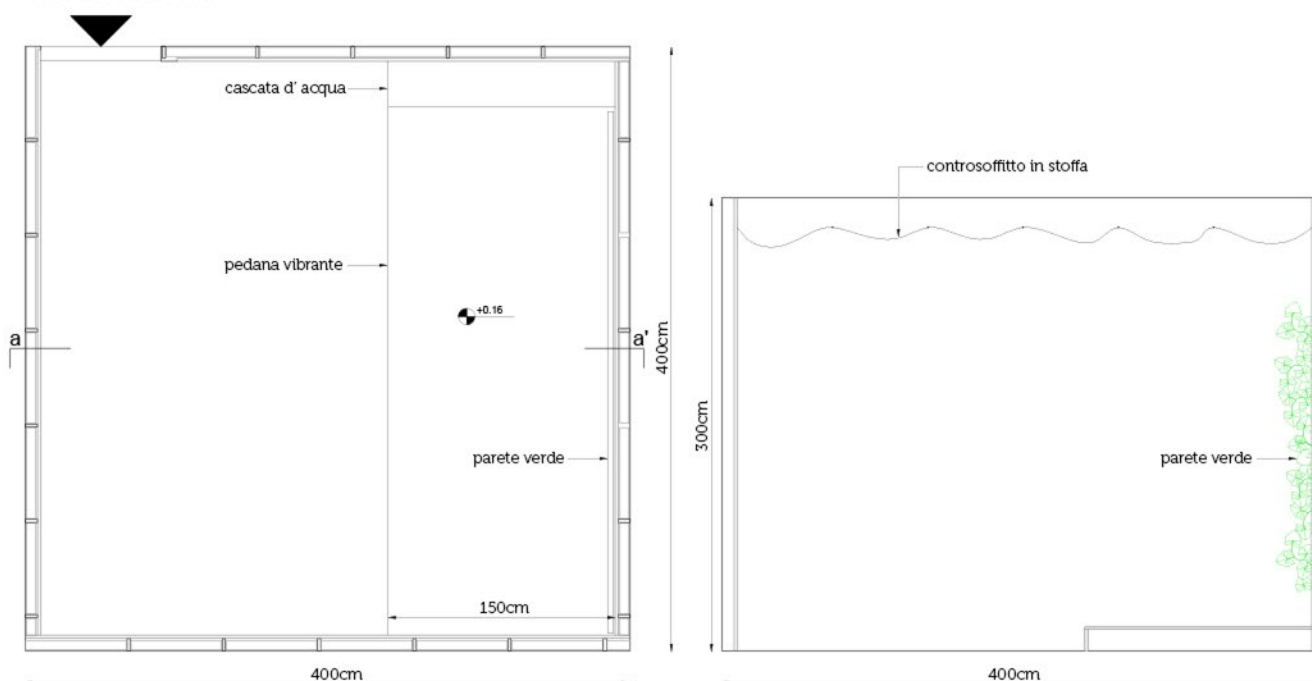 cascata d' acqua
pedana vibrante
+0.16
a
a'
400cm
parete verde
150cm
400cm
controsoffitto in stoffa
300cm
parete verde
400cm